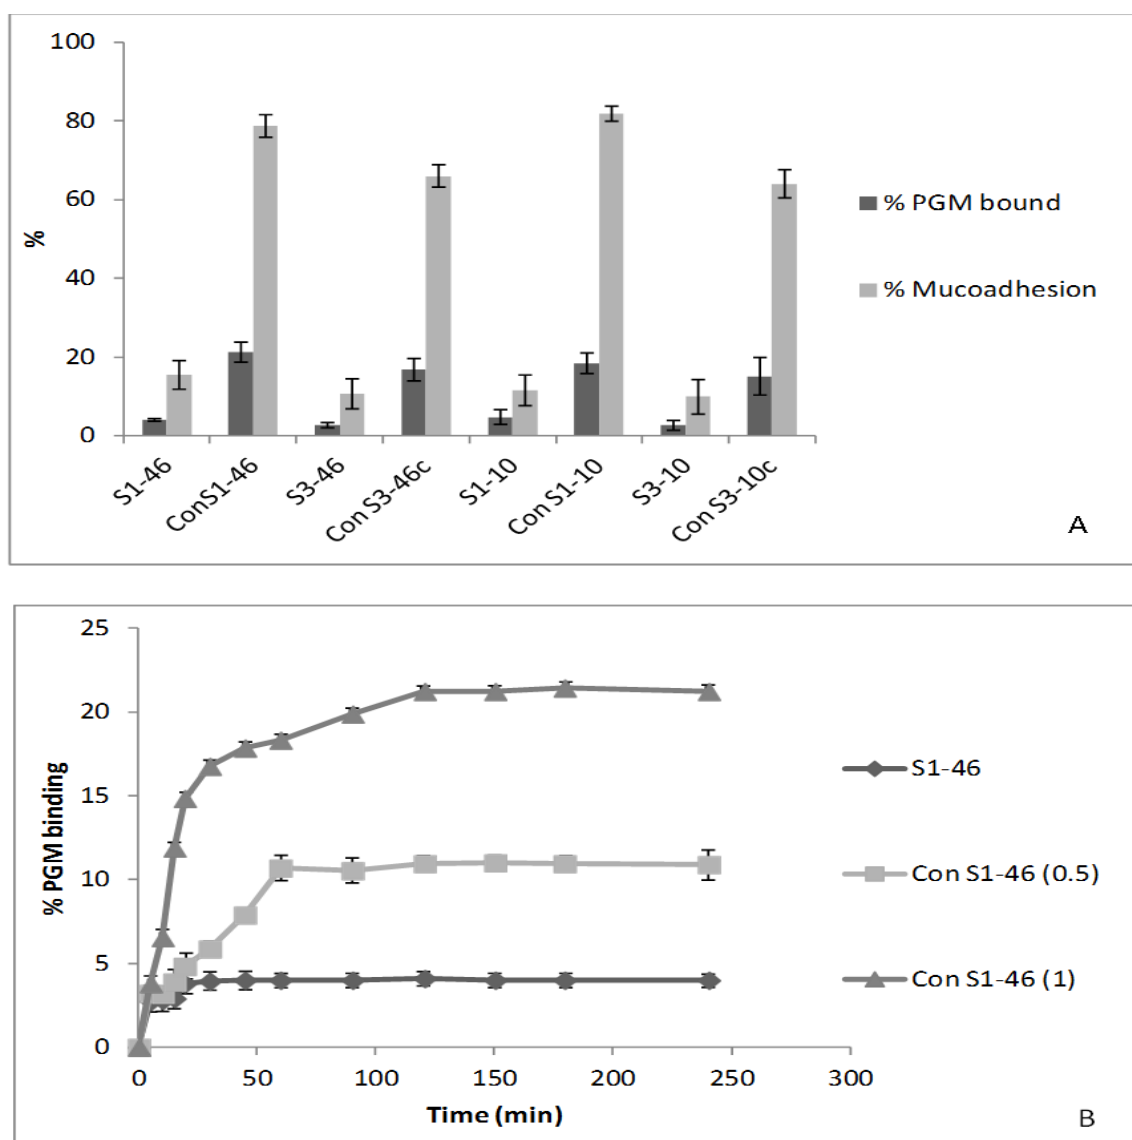 100
80
60
40
20
0
%
S1-46
ConS1-46
S3-46
Con S3-46c
S1-10
Con S1-10
S3-10
Con S3-10c
% PGM bound
% Mucoadhesion
A
25
20
15
10
5
0
% PGM binding
0 50 100 150 200 250 300
Time (min)
S1-46
Con S1-46 (0.5)
Con S1-46 (1)
B